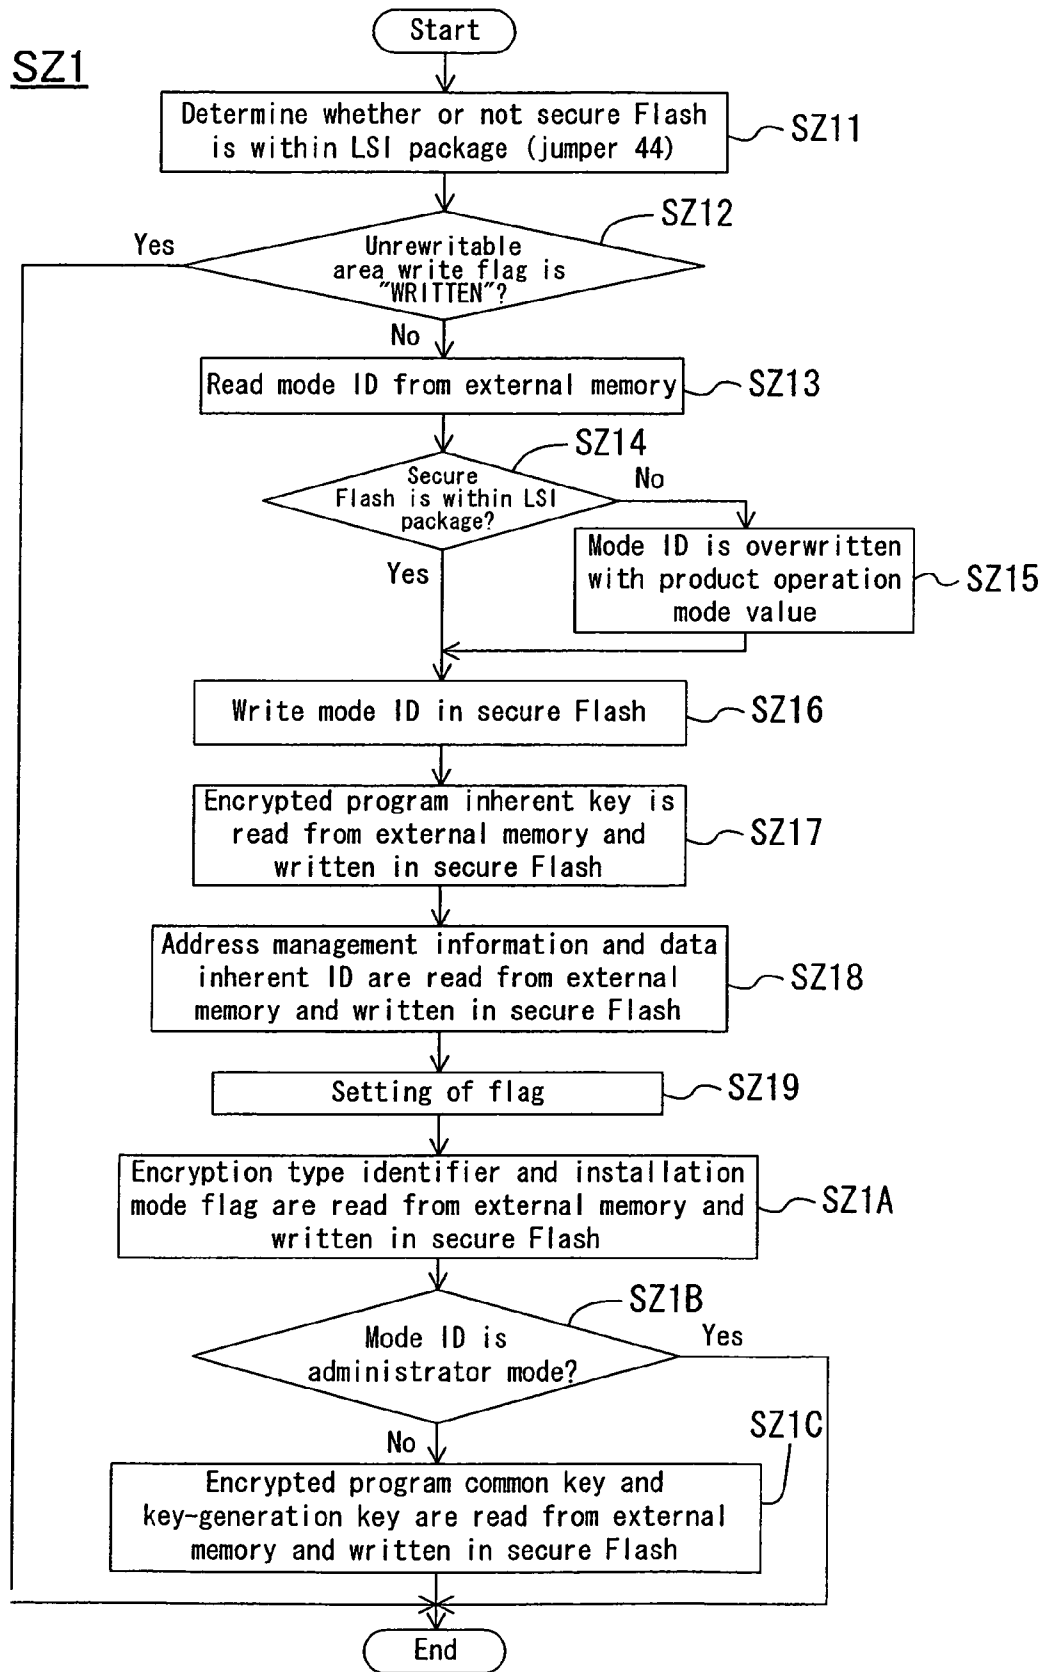 Start
SZ1
Determine whether or not secure Flash
is within LSI package (jumper 44)
SZ11
SZ12
Yes
Unrewritable
area write flag is
"WRITTEN"?
No
Read mode ID from external memory
SZ13
SZ14
Secure
Flash is within LSI
package?
No
Yes
Mode ID is overwritten
with product operation
mode value
SZ15
Write mode ID in secure Flash
SZ16
Encrypted program inherent key is
read from external memory and
written in secure Flash
SZ17
Address management information and data
inherent ID are read from external
memory and written in secure Flash
SZ18
Setting of flag
SZ19
Encryption type identifier and installation
mode flag are read from external memory and
written in secure Flash
SZ1A
SZ1B
Mode ID is
administrator mode?
Yes
No
SZ1C
Encrypted program common key and
key-generation key are read from external
memory and written in secure Flash
End